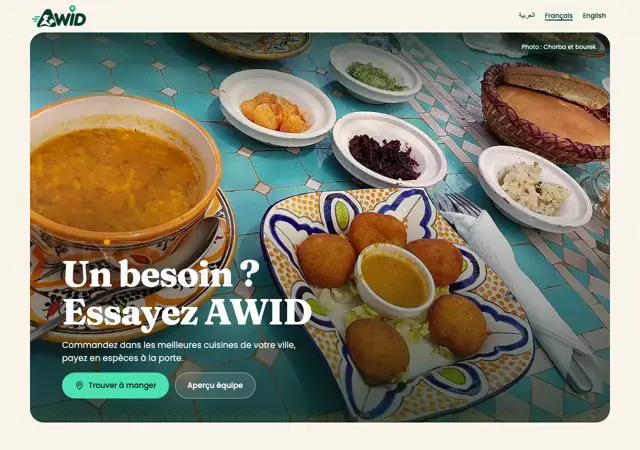 AWID
العربية
Français
English
Photo : Chorba et bourek
Un besoin ?
Essayez AWID
Commandez dans les meilleures cuisines de votre ville,
payez en espèces à la porte.
Trouver à manger
Aperçu équipe